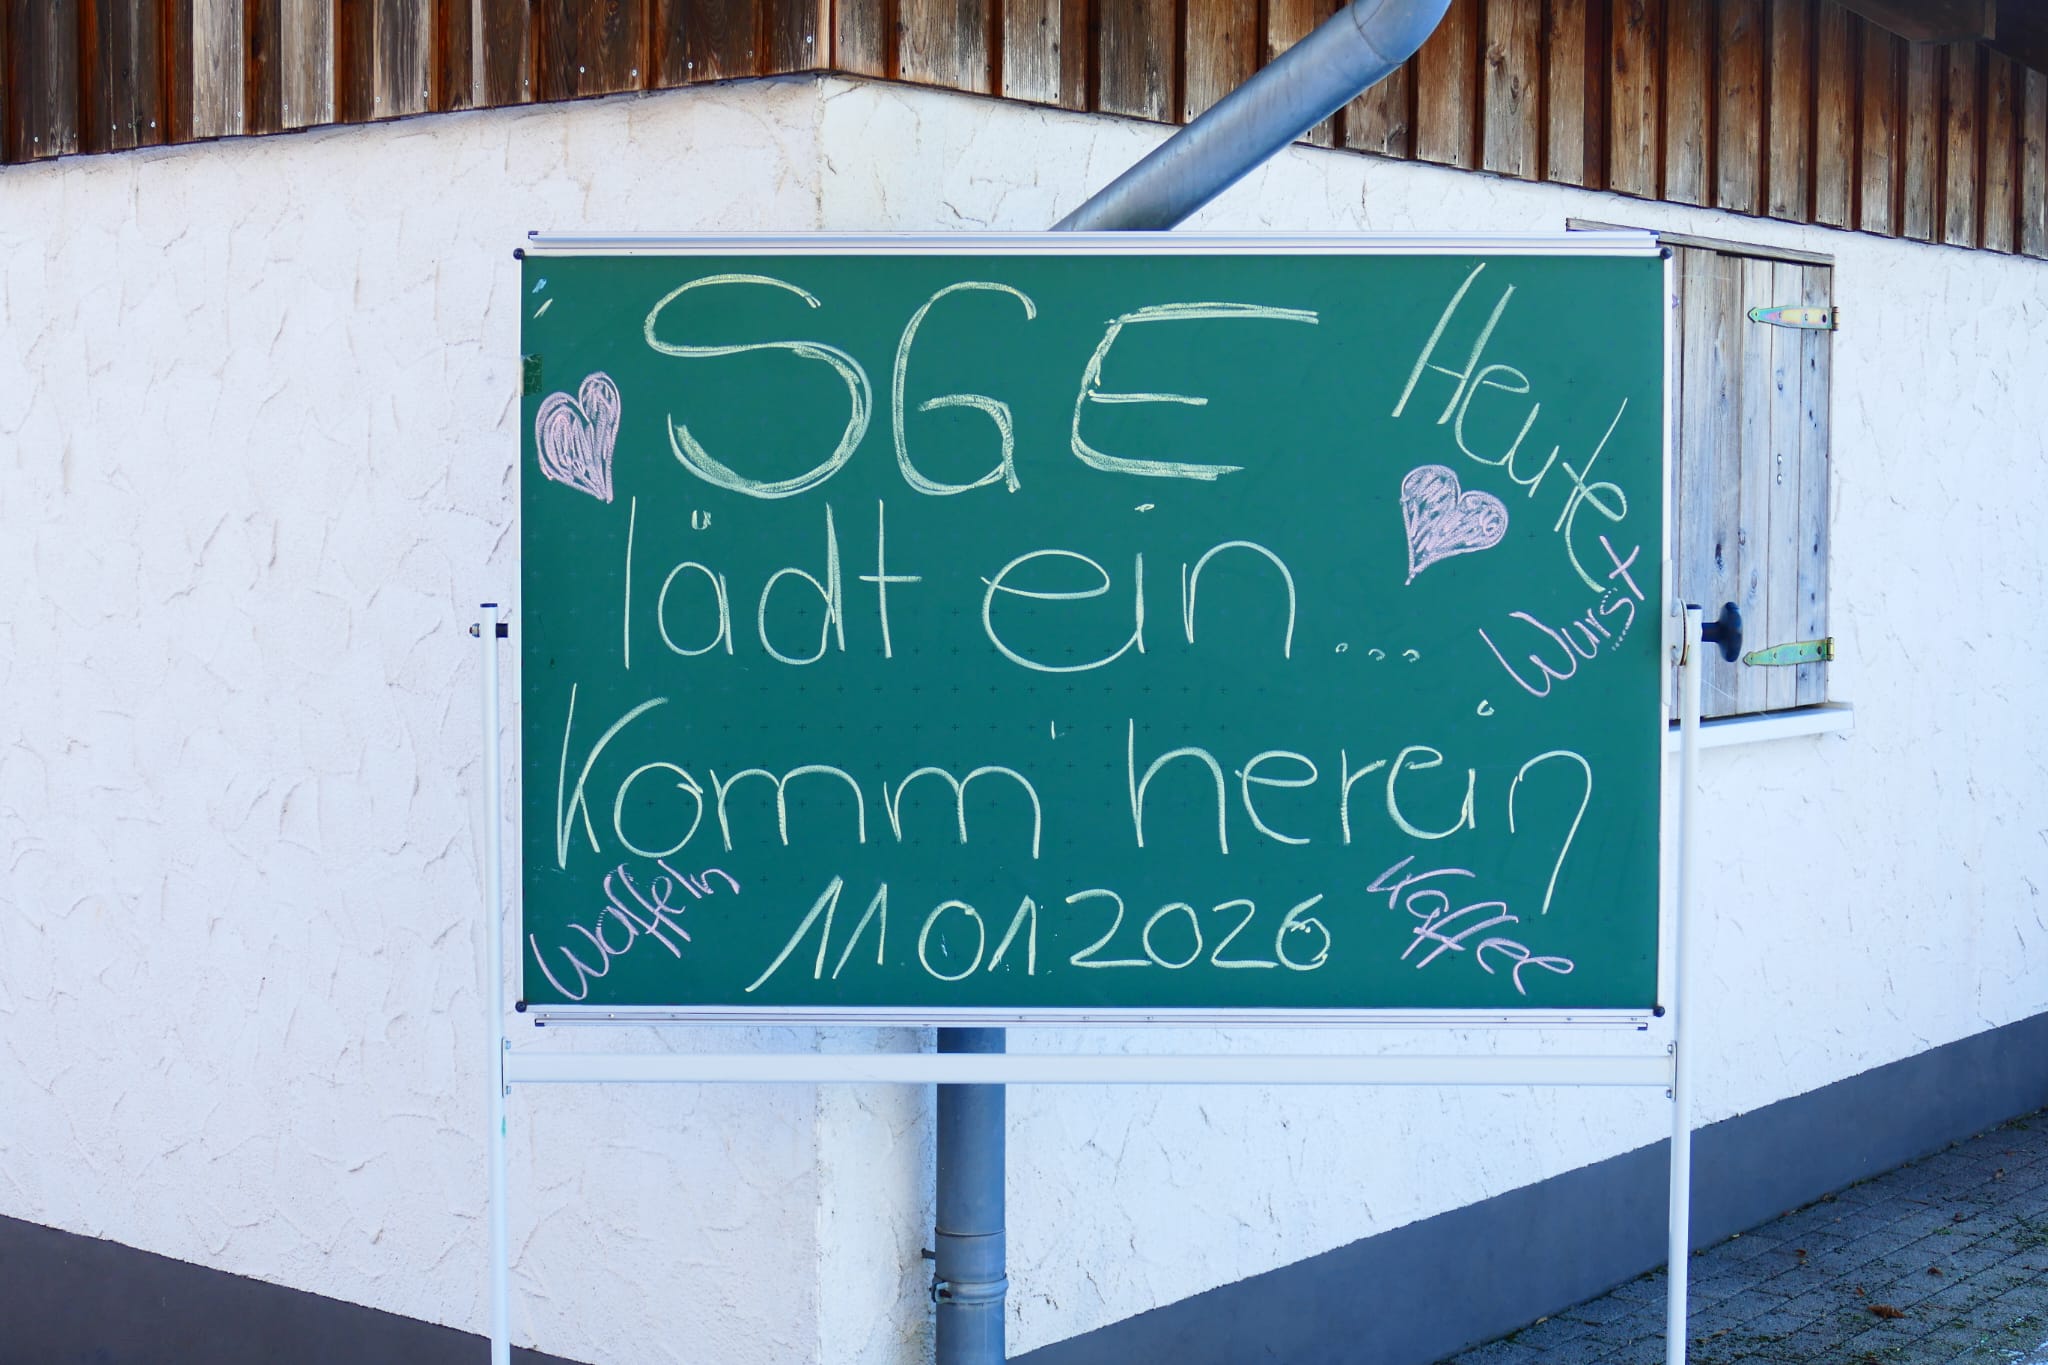 SGE
Heute
lädt ein...
Wurst
Komm' herein
Waffeln
11.01.2026
Kaffee